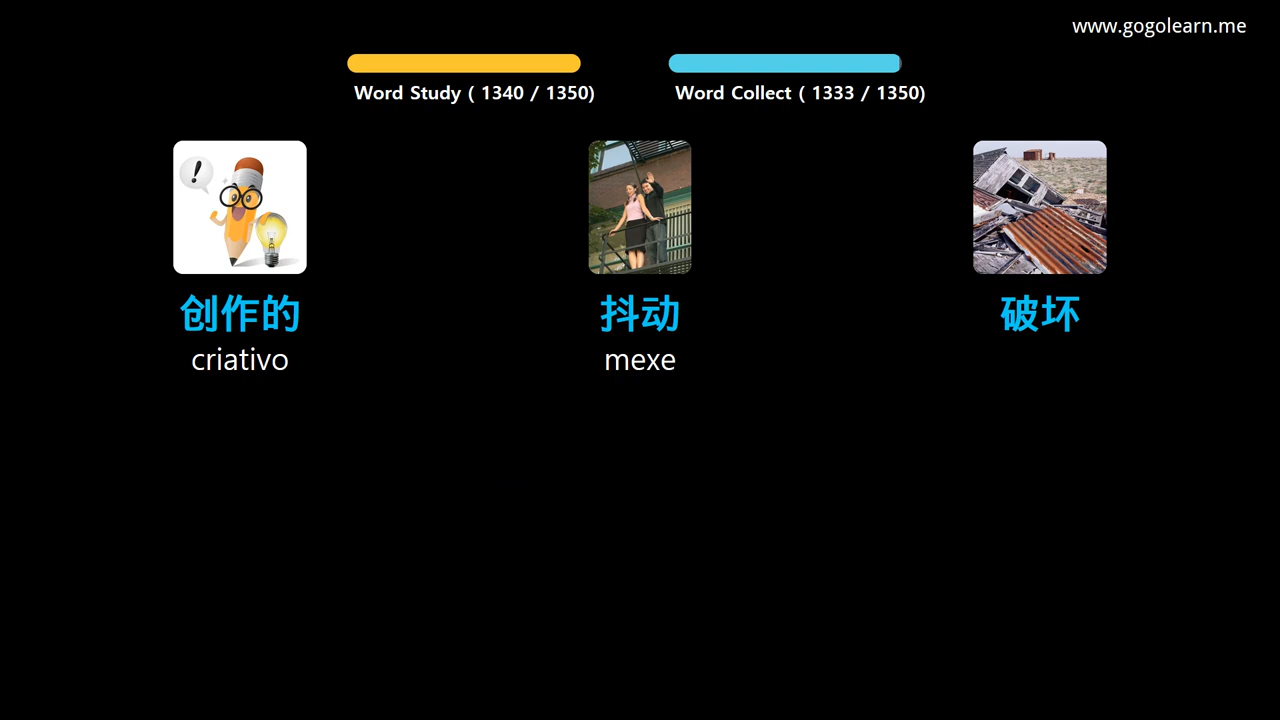 www.gogolearn.me
Word Study ( 1340 / 1350)
Word Collect ( 1333 / 1350)
!
创作的
抖动
破坏
criativo
mexe